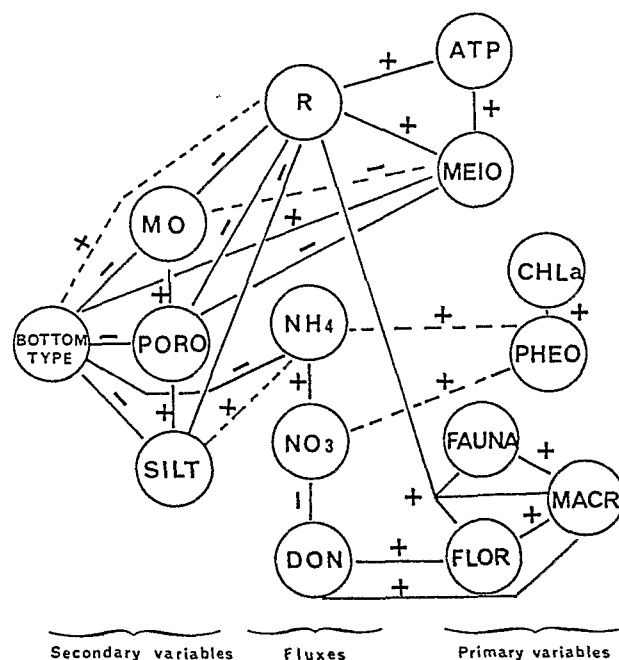 ATP
R
MEIO
MO
CHLa
NH4
BOTTOM
TYPE
PORO
PHEO
FAUNA
NO3
SILT
MACR
DON
FLOR
+
+
+
-
-
-
+
+
-
-
+
-
+
+
-
-
+
+
-
+
+
+
+
+
-
+
+
+
Secondary variables
Fluxes
Primary variables